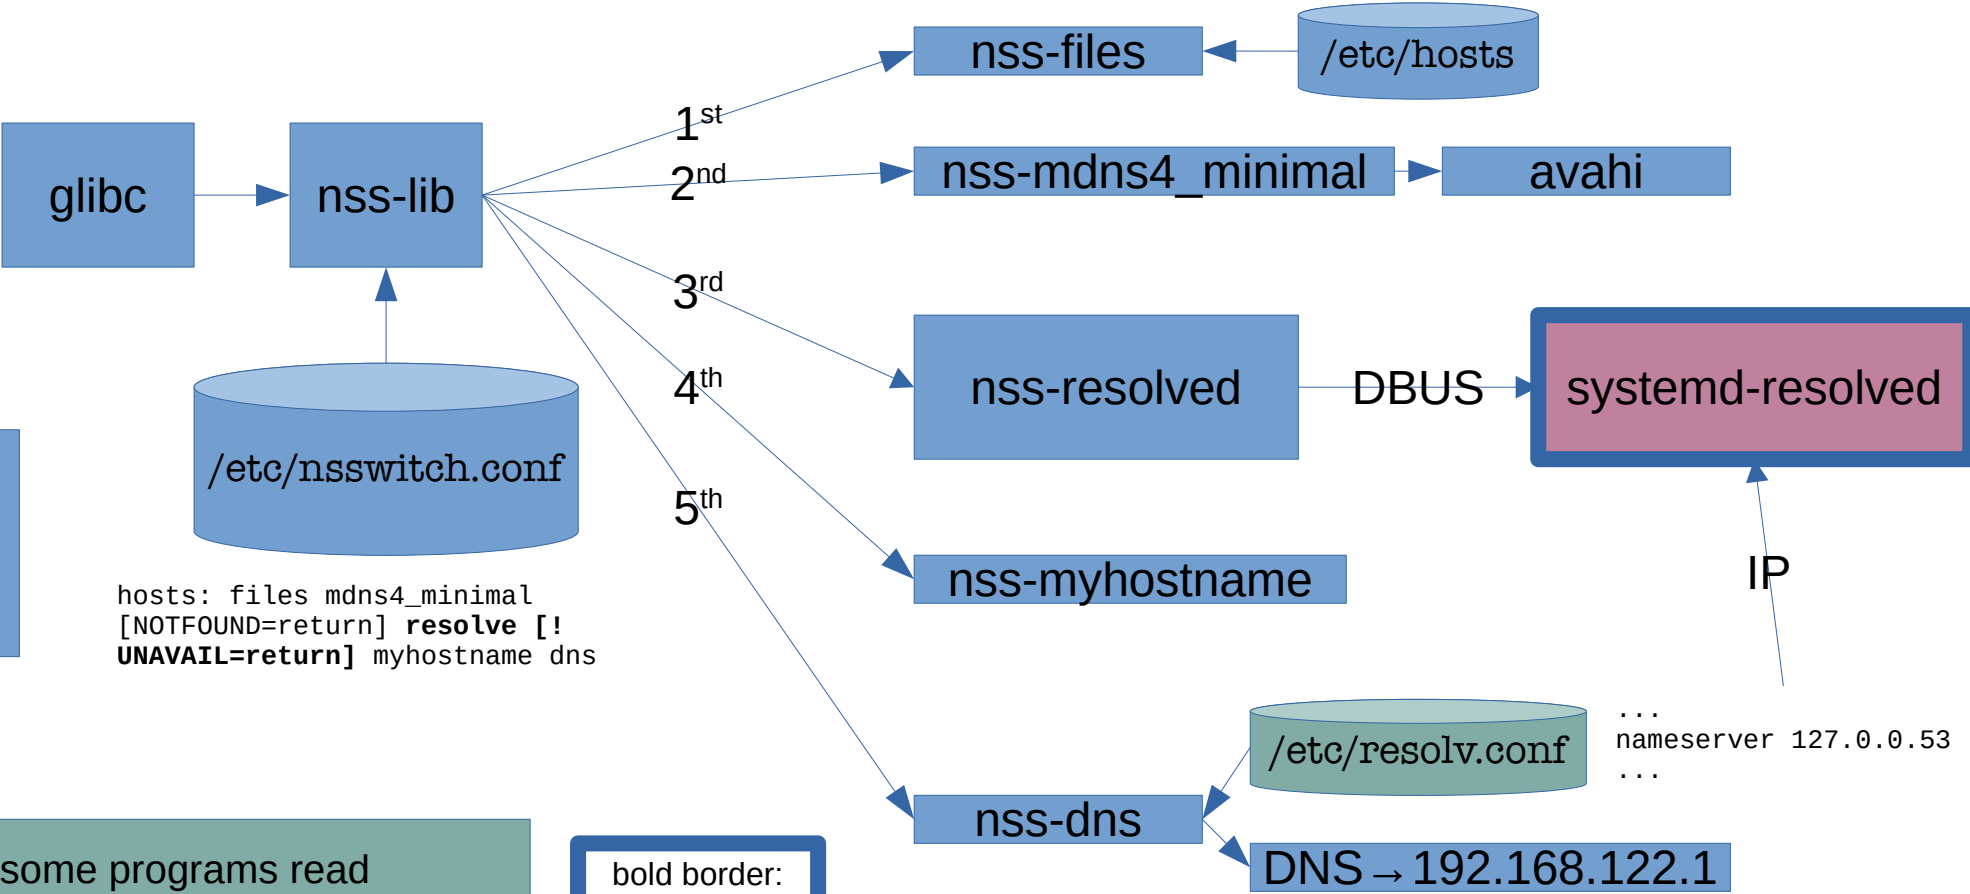 nss-files
/etc/hosts
1st
glibc
nss-lib
2nd
nss-mdns4_minimal
avahi
3rd
nss-resolved
DBUS
systemd-resolved
4th
/etc/nsswitch.conf
5th
hosts: files mdns4_minimal
[NOTFOUND=return] resolve [!
UNAVAIL=return] myhostname dns
nss-myhostname
IP
/etc/resolv.conf
...
nameserver 127.0.0.53
...
nss-dns
DNS→192.168.122.1
some programs read
bold border: